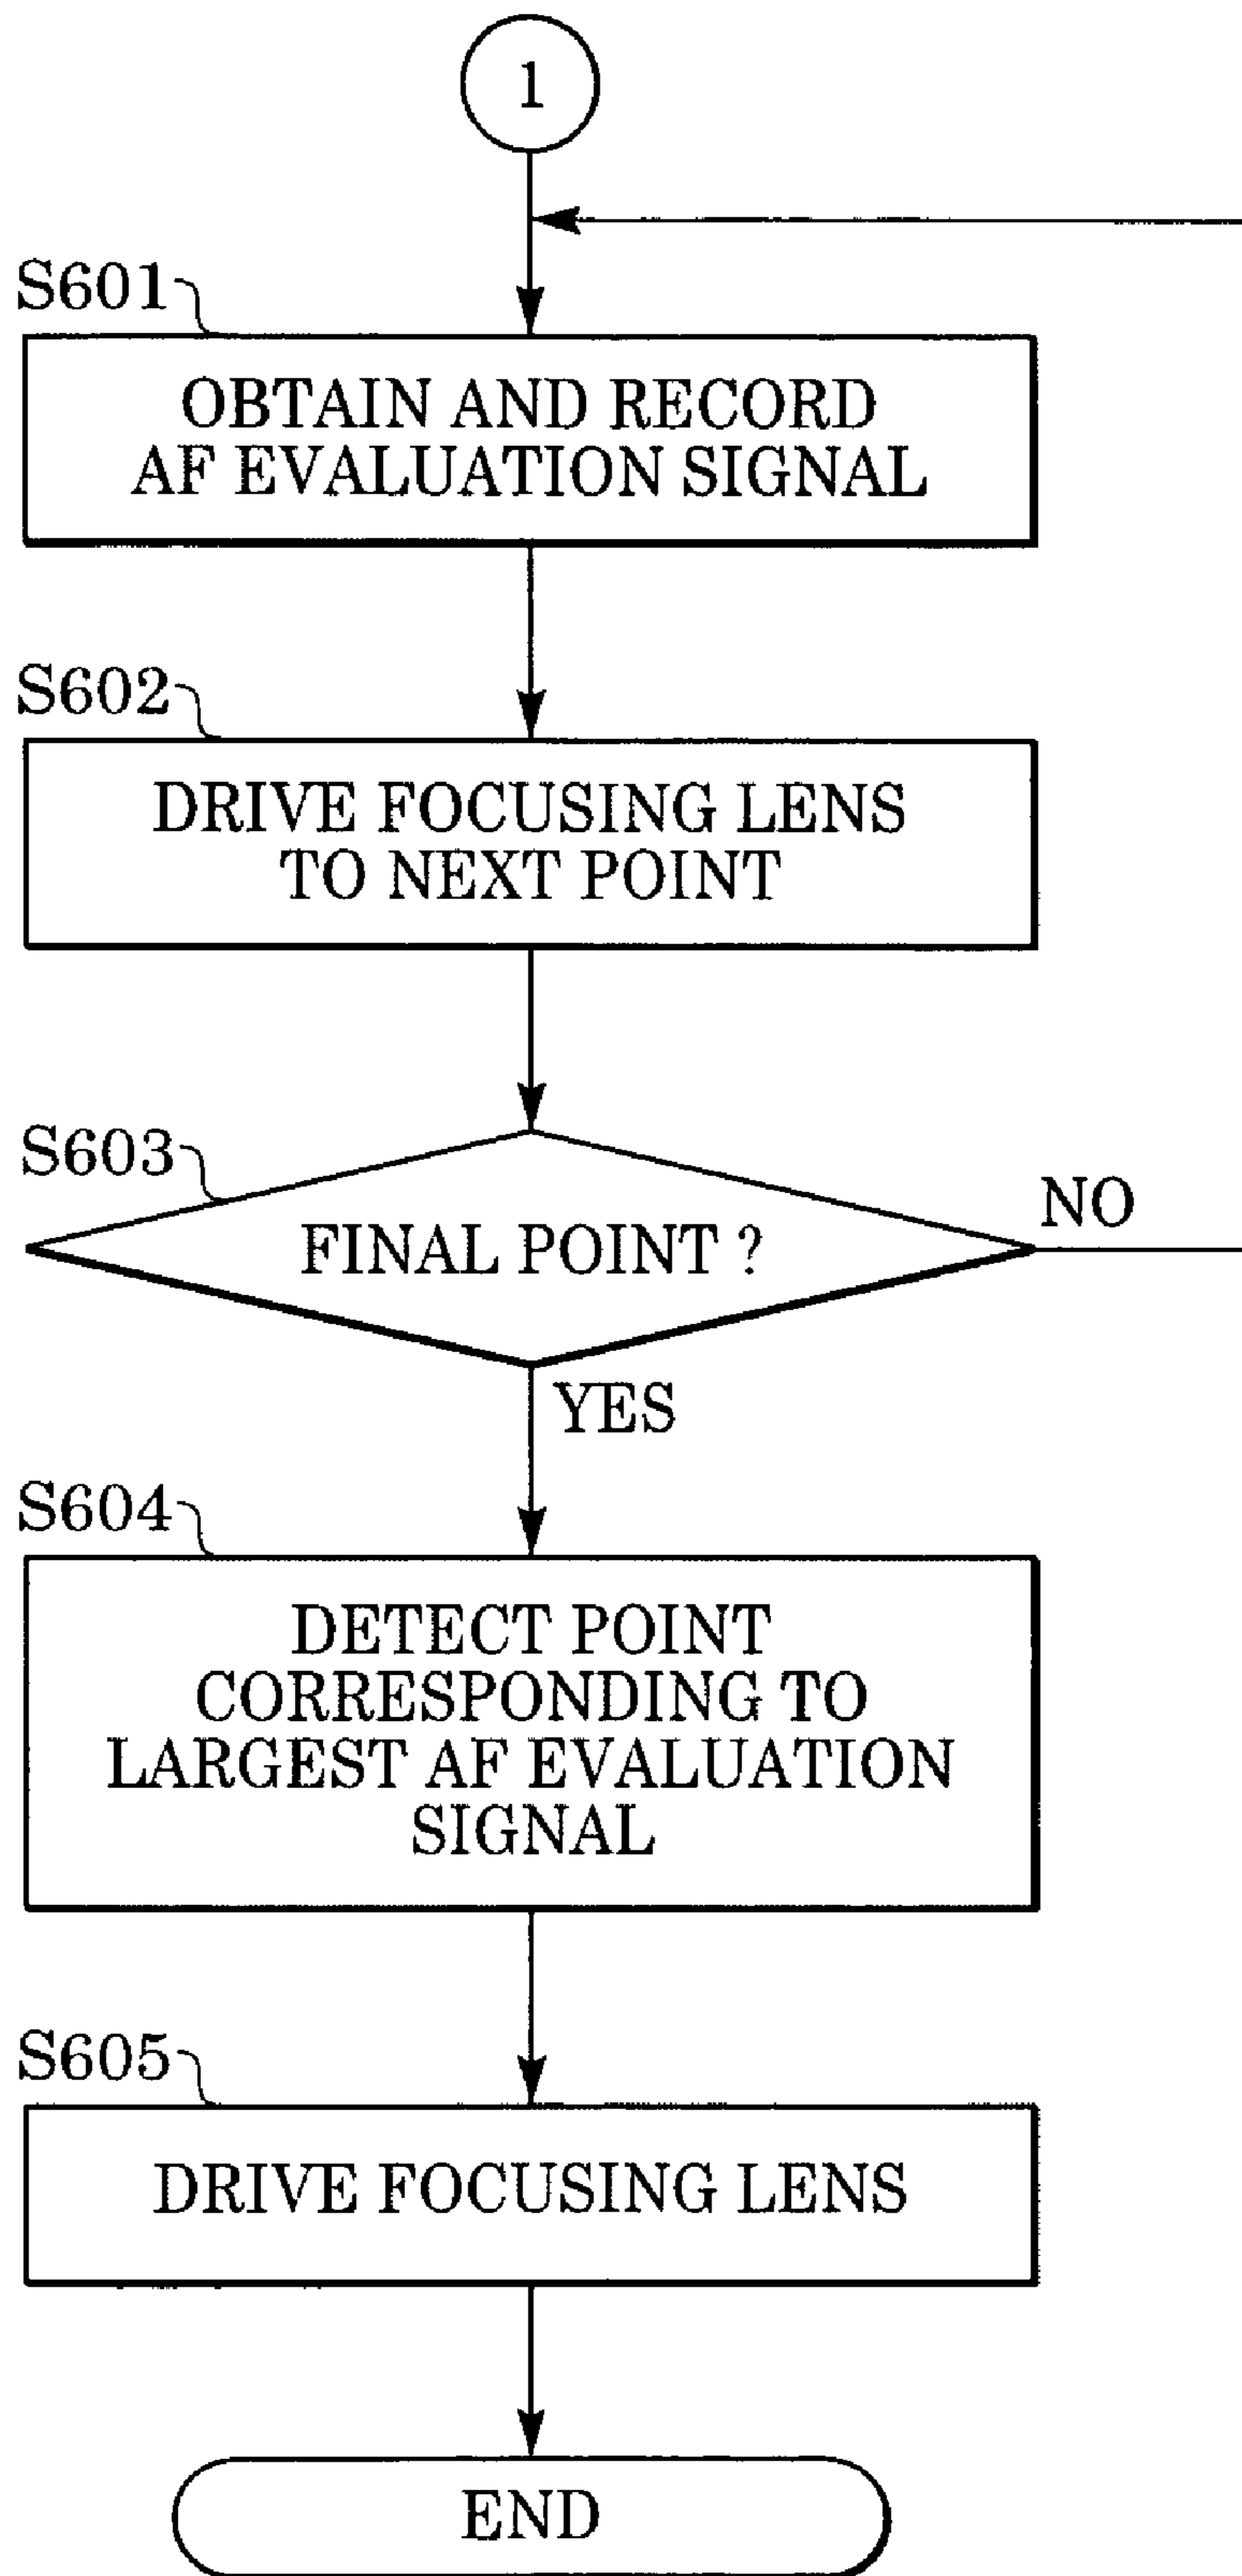 1
S601
OBTAIN AND RECORD
AF EVALUATION SIGNAL
S602
DRIVE FOCUSING LENS
TO NEXT POINT
S603
FINAL POINT ?
NO
YES
S604
DETECT POINT
CORRESPONDING TO
LARGEST AF EVALUATION
SIGNAL
S605
DRIVE FOCUSING LENS
END